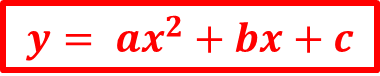 y = ax² + bx + c